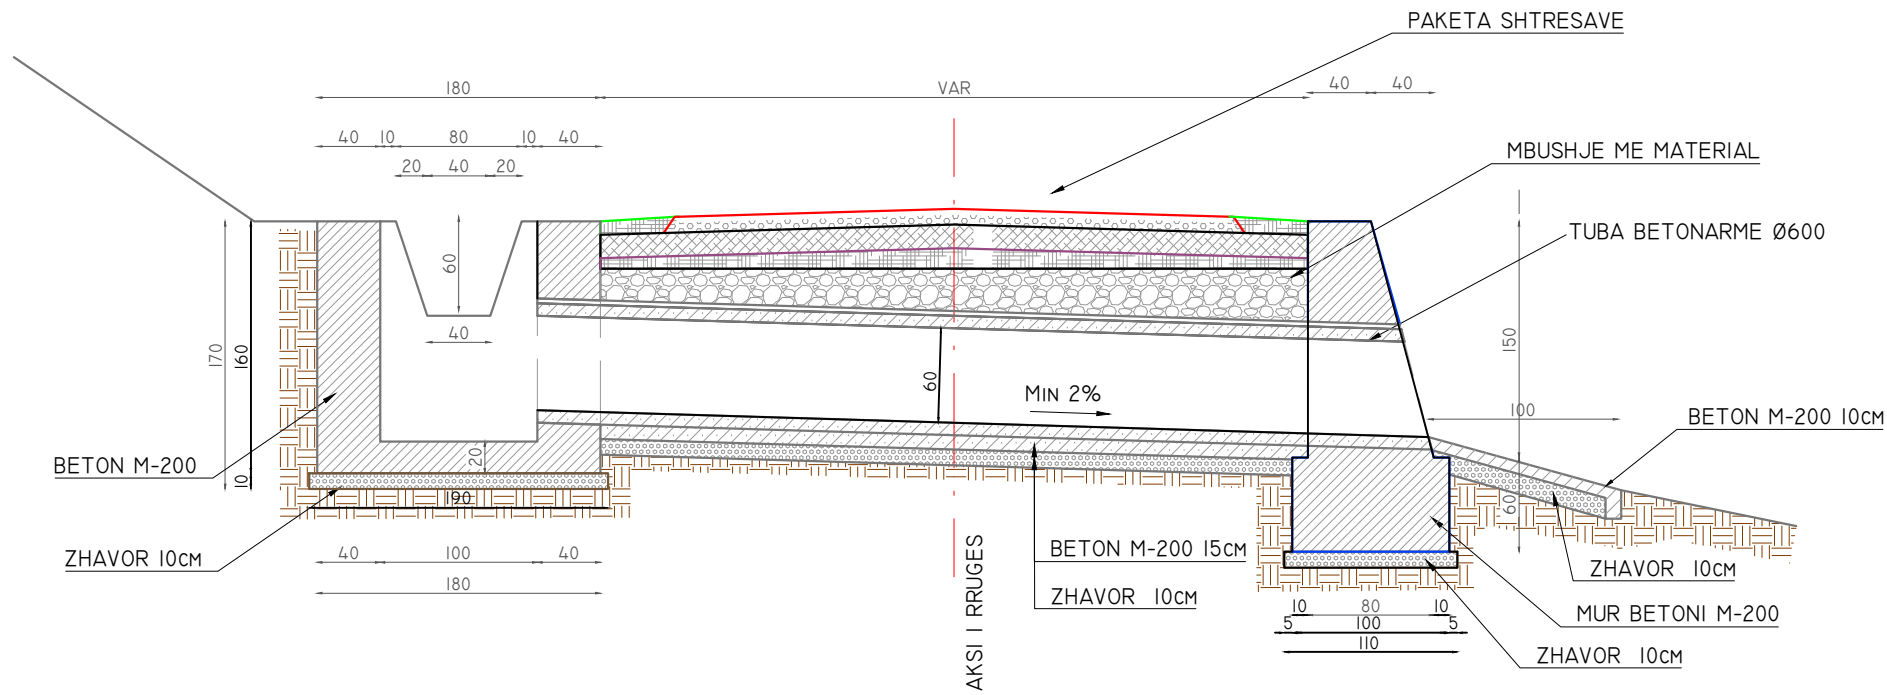 PAKETA SHTRESAVE
180
VAR
40
40
40
10
80
10
40
20
40
20
MBUSHJE ME MATERIAL
TUBA BETONARME Ø600
60
40
170
160
10
60
MIN 2%
150
100
BETON M-200 10CM
BETON M-200
20
190
60
ZHAVOR 10CM
40
100
40
180
AKSI I RRUGES
BETON M-200 15CM
ZHAVOR 10CM
ZHAVOR 10CM
10
80
10
5
100
5
110
MUR BETONI M-200
ZHAVOR 10CM